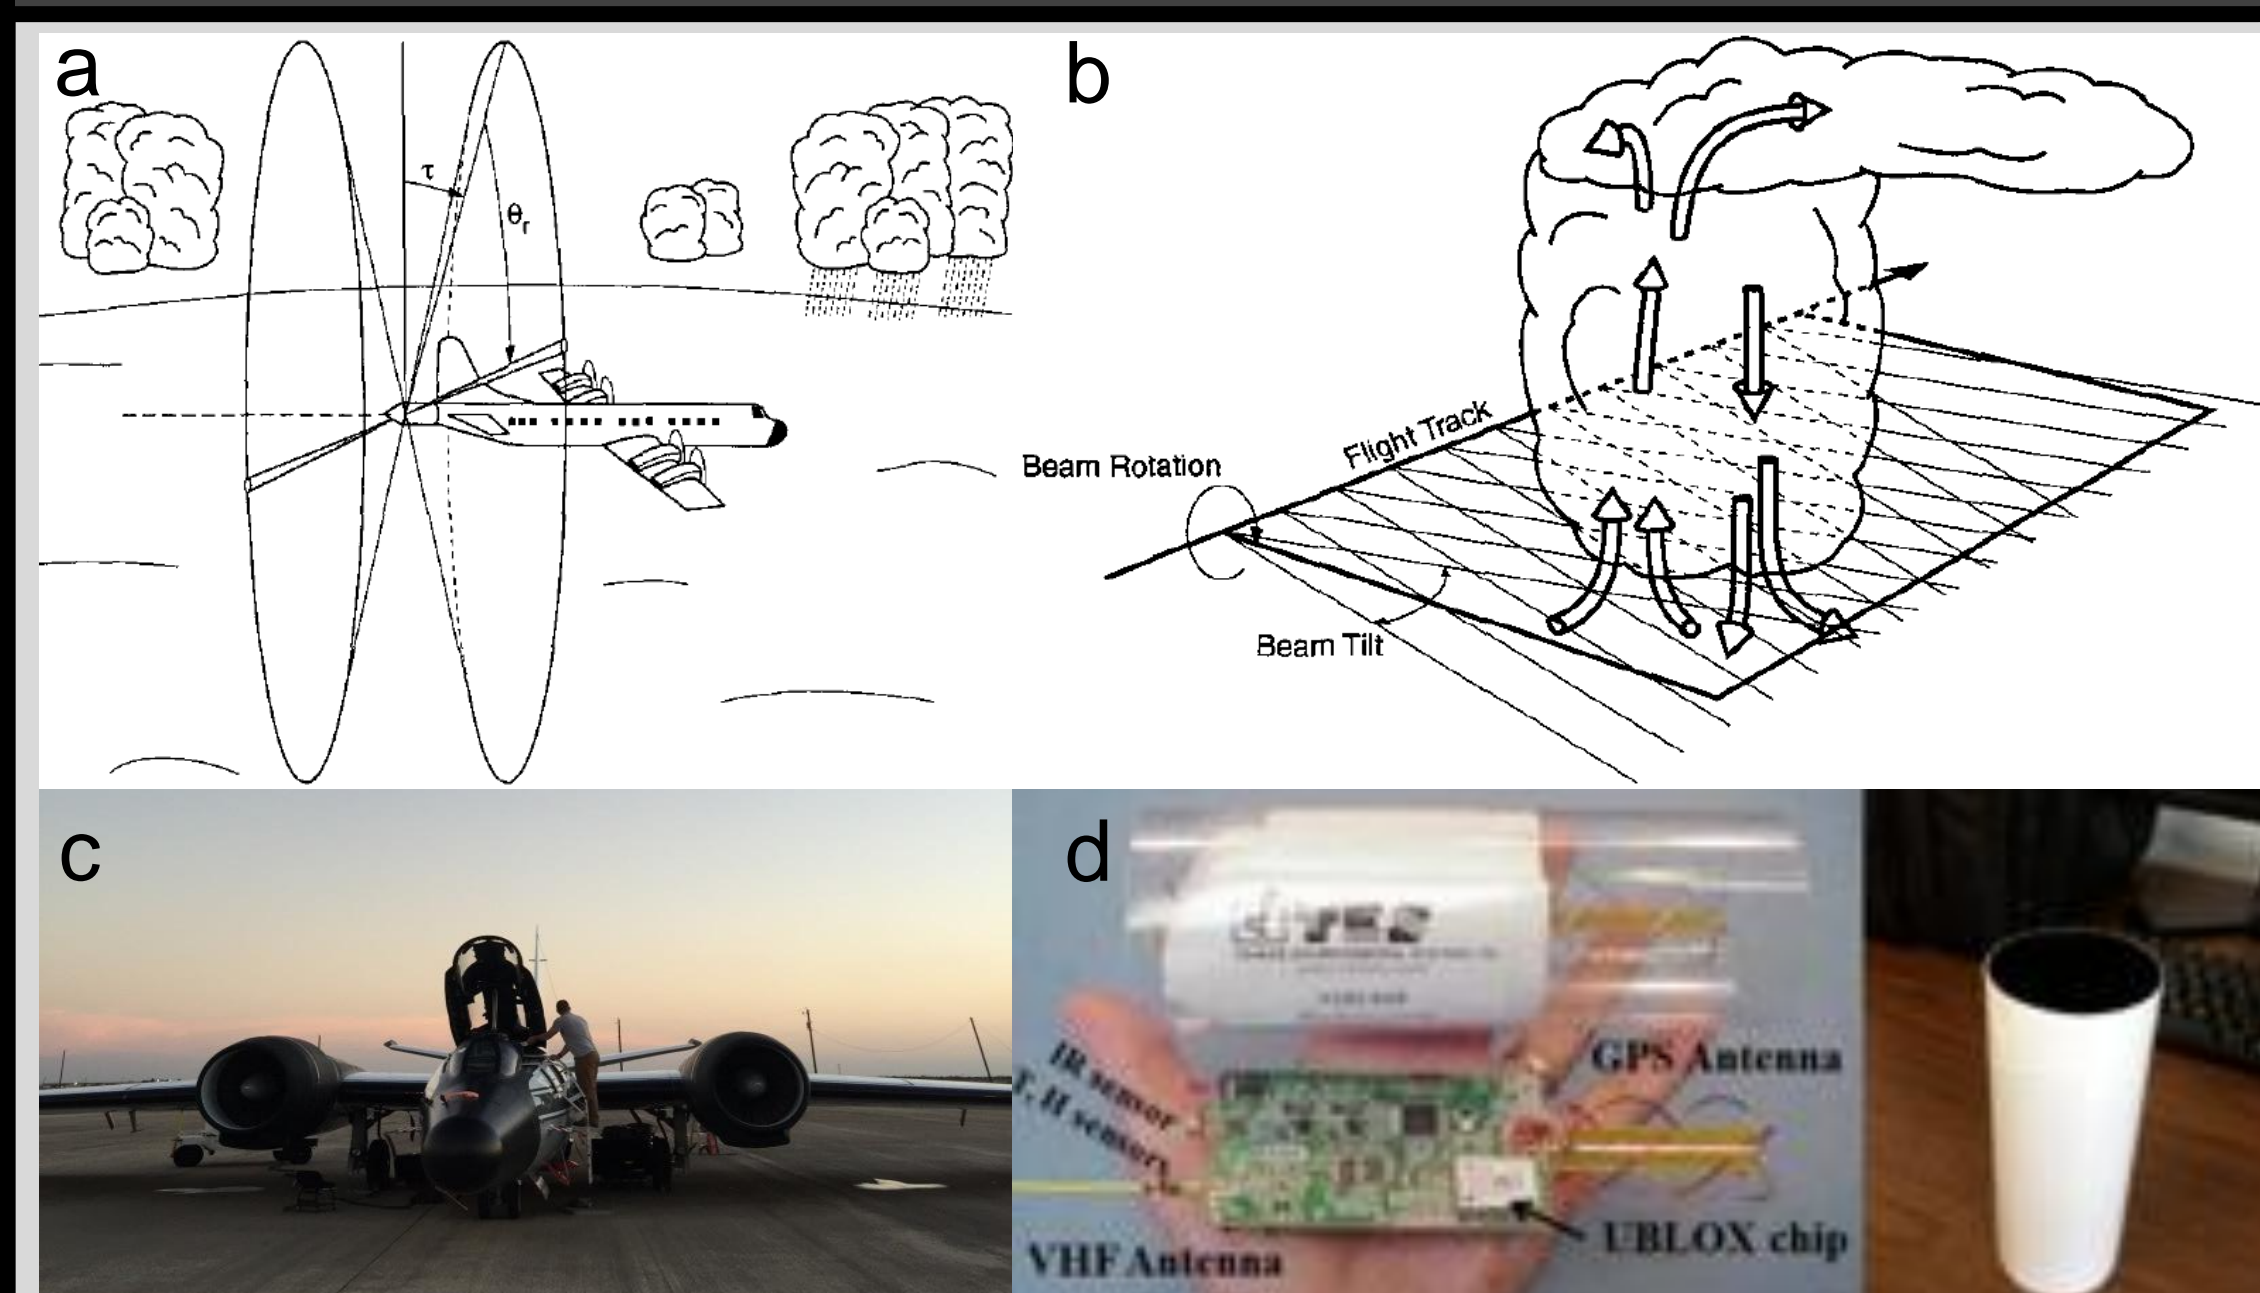 a
τ
θr
b
Flight Track
Beam Rotation
Beam Tilt
c
d
IR sensor
T, H sensors
GPS Antenna
UBLOX chip
VHF Antenna